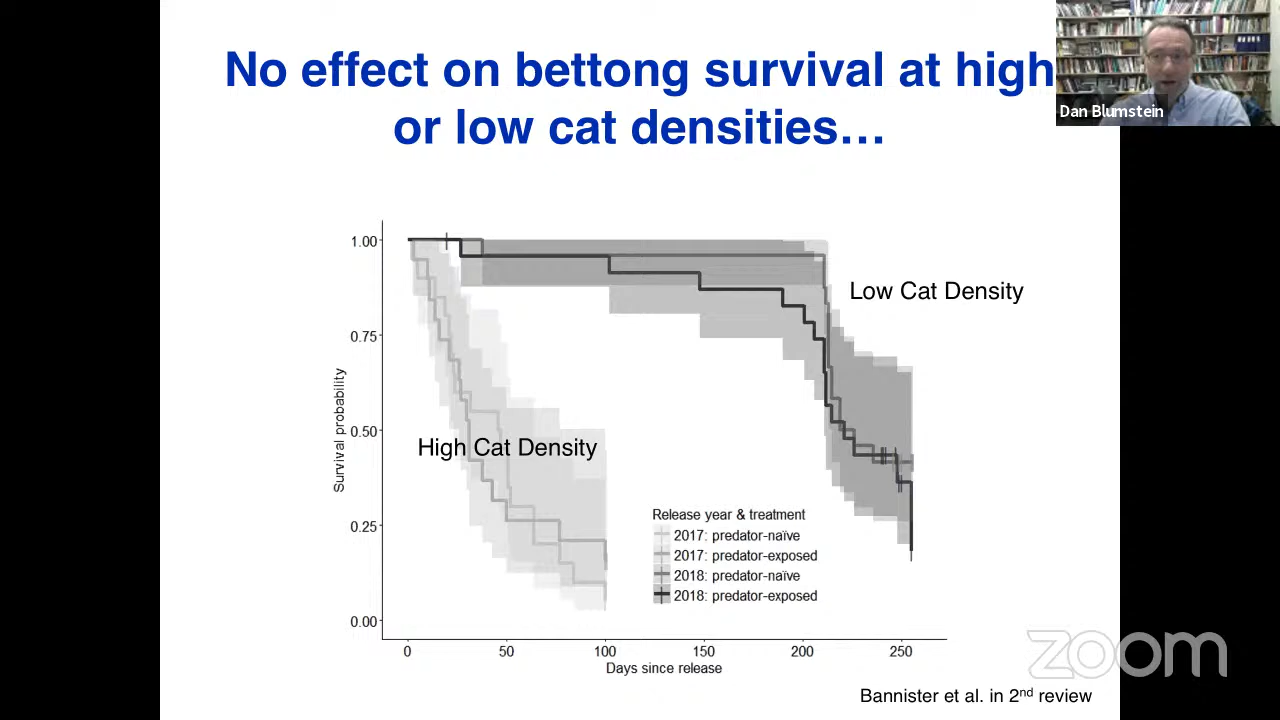 No effect on bettong survival at high
or low cat densities…
Dan Blumstein
1.00
0.75
0.50
0.25
0.00
Survival probability
Low Cat Density
High Cat Density
Release year & treatment
2017: predator-naïve
2017: predator-exposed
2018: predator-naïve
2018: predator-exposed
0 50 100 150 200 250
Days since release
zoom
Bannister et al. in 2nd review